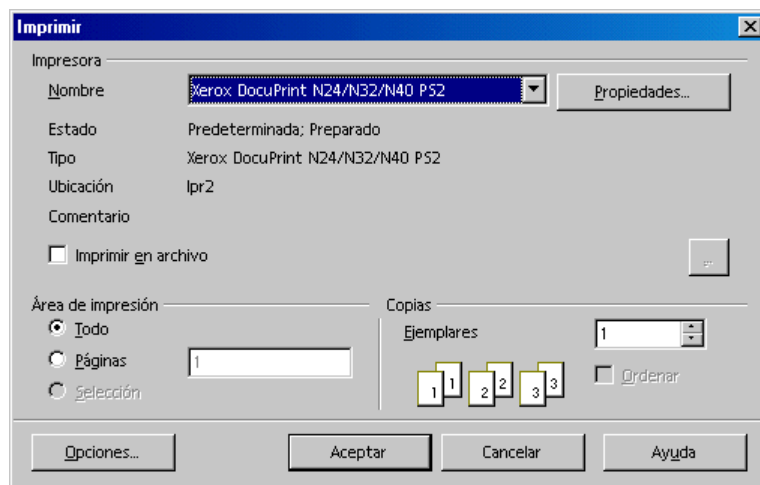 Imprimir
Impresora
Nombre Xerox DocuPrint N24/N32/N40 PS2 Propiedades...
Estado Predeterminada; Preparado
Tipo Xerox DocuPrint N24/N32/N40 PS2
Ubicación lpr2
Comentario
Imprimir en archivo ...
Área de impresión Copias
Todo Ejemplares 1
Páginas 1
Selección 1 1 2 2 3 3 Ordenar
Opciones... Aceptar Cancelar Ayuda